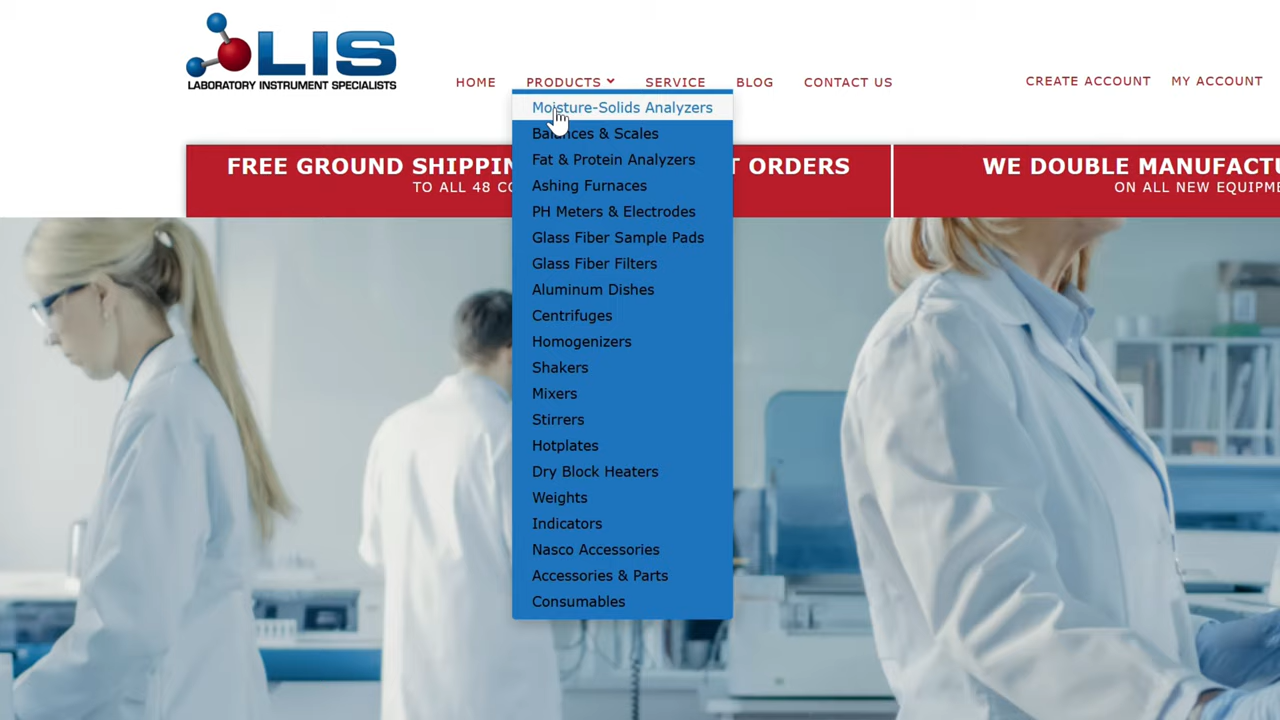 LIS
LABORATORY INSTRUMENT SPECIALISTS
HOME
PRODUCTS
SERVICE
BLOG
CONTACT US
CREATE ACCOUNT
MY ACCOUNT
Moisture-Solids Analyzers
Balances & Scales
Fat & Protein Analyzers
Ashing Furnaces
PH Meters & Electrodes
Glass Fiber Sample Pads
Glass Fiber Filters
Aluminum Dishes
Centrifuges
Homogenizers
Shakers
Mixers
Stirrers
Hotplates
Dry Block Heaters
Weights
Indicators
Nasco Accessories
Accessories & Parts
Consumables
FREE GROUND ORDERS
TO ALL 48
WE DOUBLE
ON ALL NEW